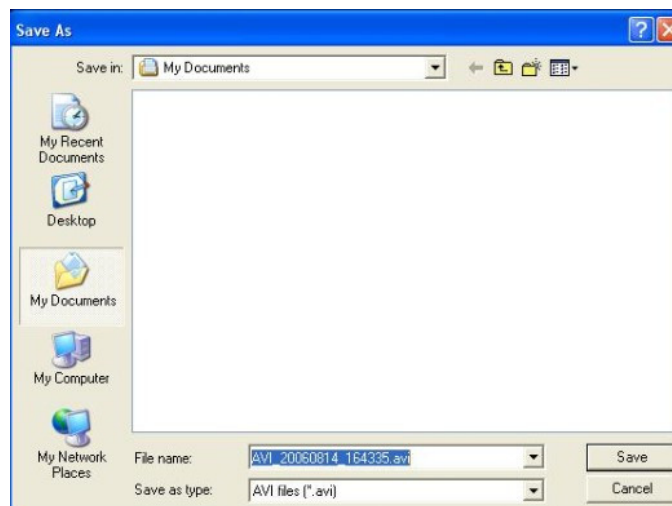 Save As
Save in:
My Documents
My Recent
Documents
Desktop
My Documents
My Computer
My Network
Places
File name:
AVI_20060814_164335.avi
Save
Save as type:
AVI files (*.avi)
Cancel